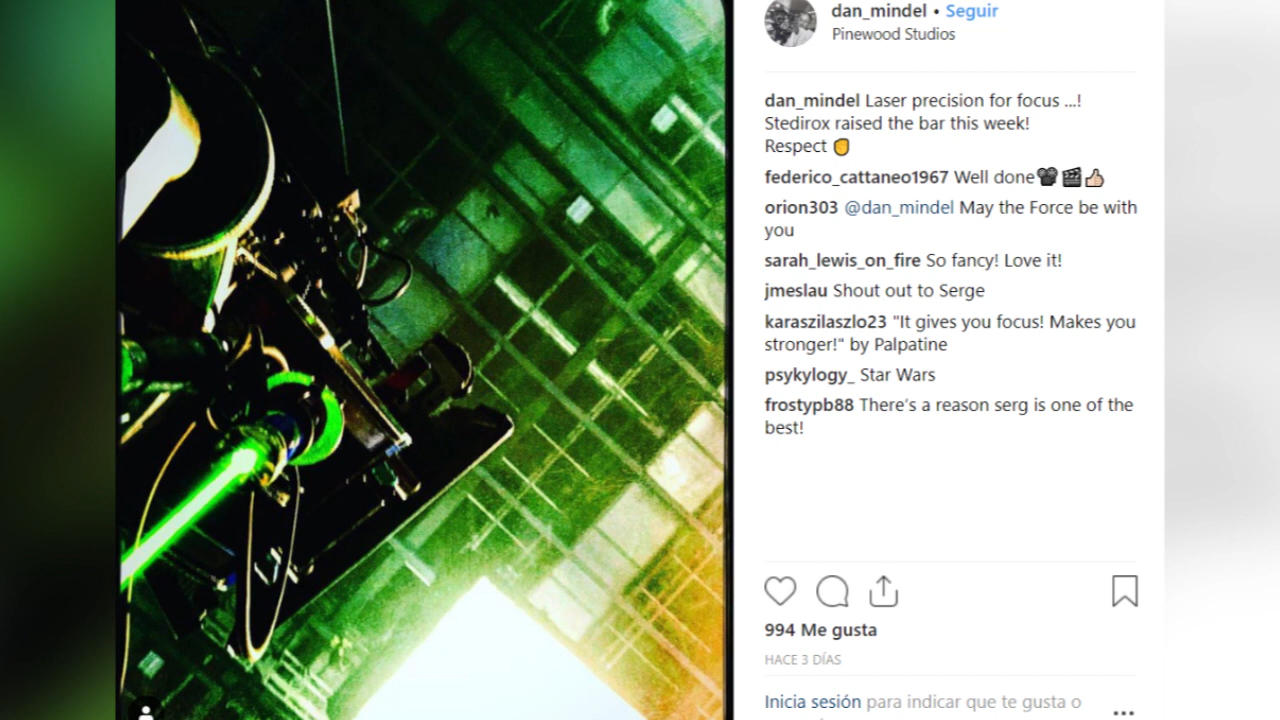 dan_mindel • Seguir
Pinewood Studios
dan_mindel Laser precision for focus ...!
Stedirox raised the bar this week!
Respect ✊
federico_cattaneo1967 Well done🎥🎬👍🏻
orion303 @dan_mindel May the Force be with
you
sarah_lewis_on_fire So fancy! Love it!
jmeslau Shout out to Serge
karaszilaszlo23 "It gives you focus! Makes you
stronger!" by Palpatine
psykylogy_ Star Wars
frostypb88 There's a reason serg is one of the
best!
994 Me gusta
HACE 3 DÍAS
Inicia sesión para indicar que te gusta o